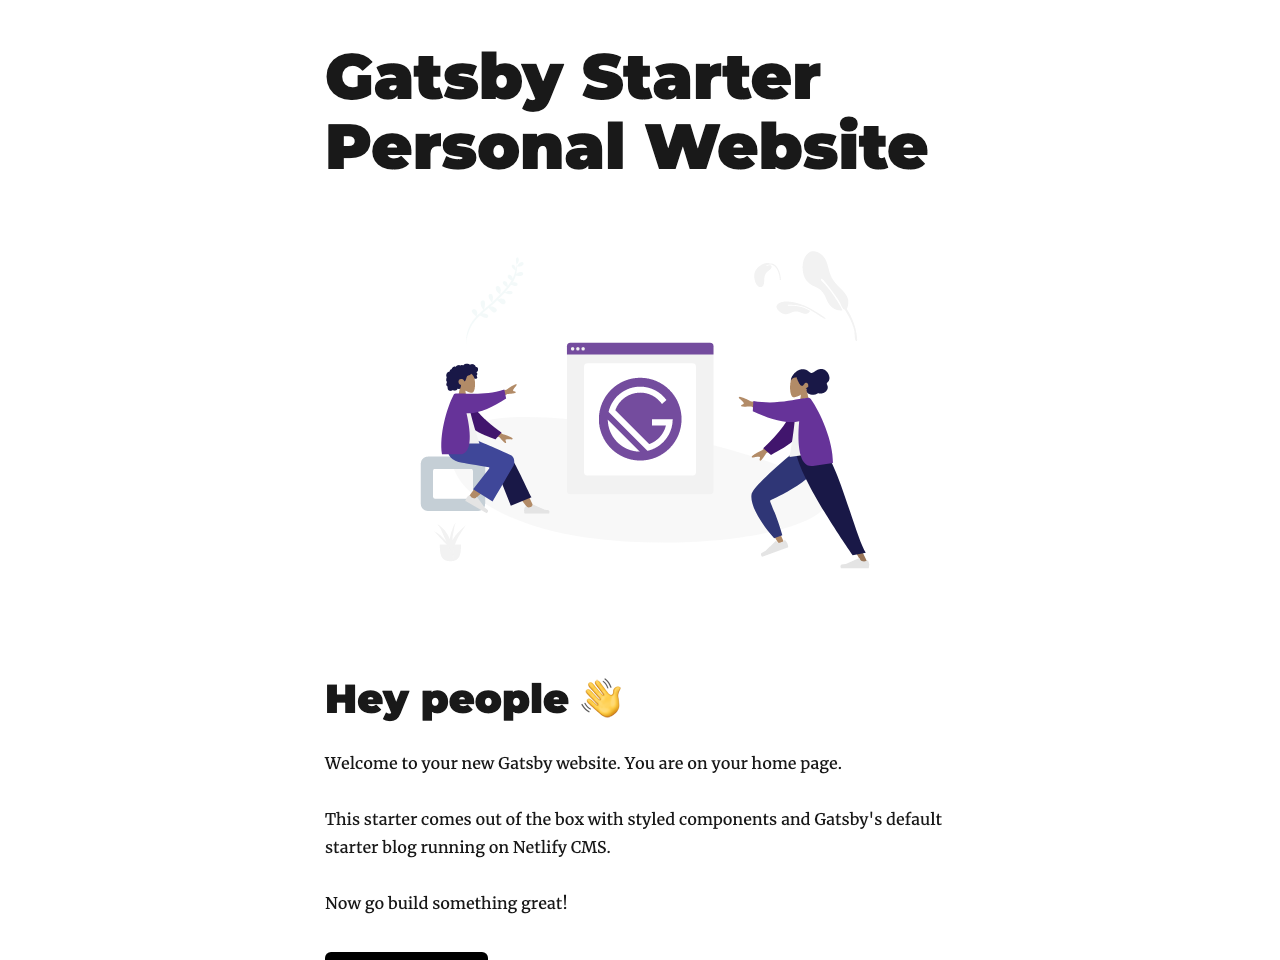 Gatsby Starter
Personal Website
Hey people 👋
Welcome to your new Gatsby website. You are on your home page.
This starter comes out of the box with styled components and Gatsby's default
starter blog running on Netlify CMS.
Now go build something great!